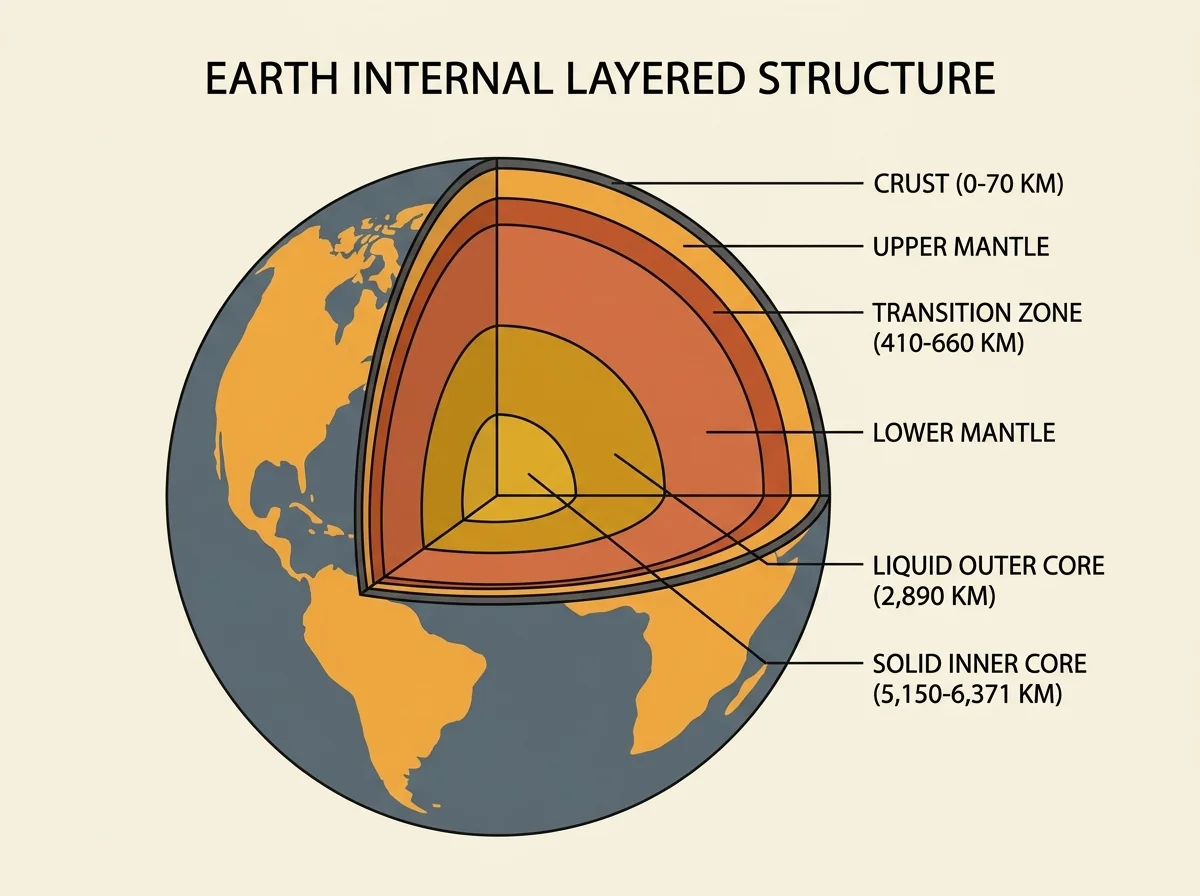 EARTH INTERNAL LAYERED STRUCTURE
CRUST (0-70 KM)
UPPER MANTLE
TRANSITION ZONE
(410-660 KM)
LOWER MANTLE
LIQUID OUTER CORE
(2,890 KM)
SOLID INNER CORE
(5,150-6,371 KM)